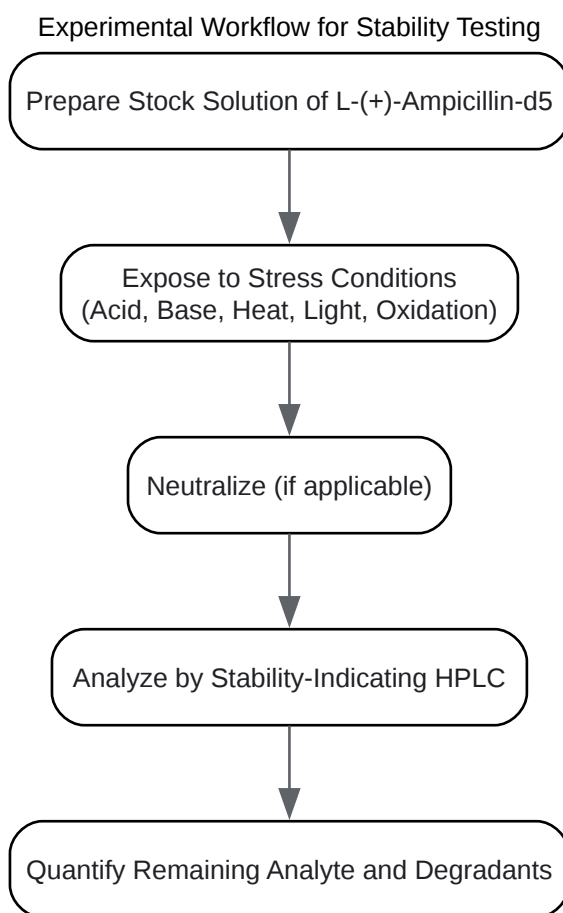 Experimental Workflow for Stability Testing
Prepare Stock Solution of L-(+)-Ampicillin-d5
Expose to Stress Conditions
(Acid, Base, Heat, Light, Oxidation)
Neutralize (if applicable)
Analyze by Stability-Indicating HPLC
Quantify Remaining Analyte and Degradants